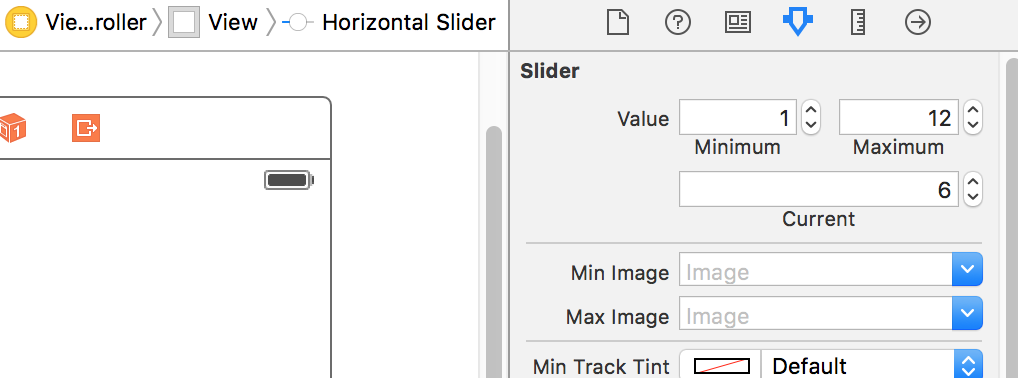 Vie...roller View Horizontal Slider
Slider
Value 1 12
Minimum Maximum
6
Current
Min Image Image
Max Image Image
Min Track Tint Default